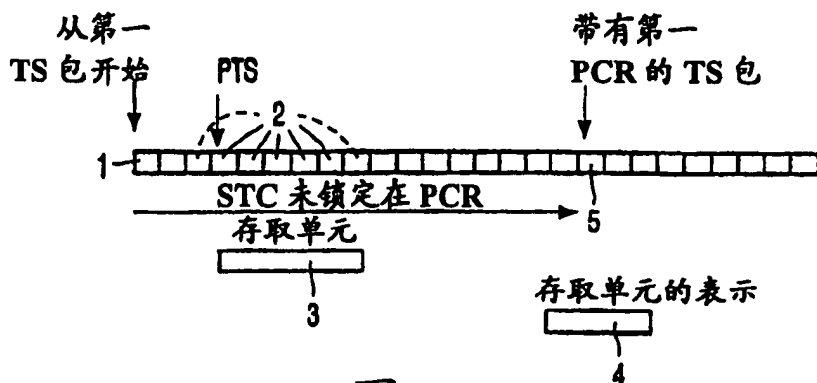 从第一
TS 包开始
PTS
带有第一
PCR 的 TS 包
2
1
STC 未锁定在 PCR
5
存取单元
3
存取单元的表示
4